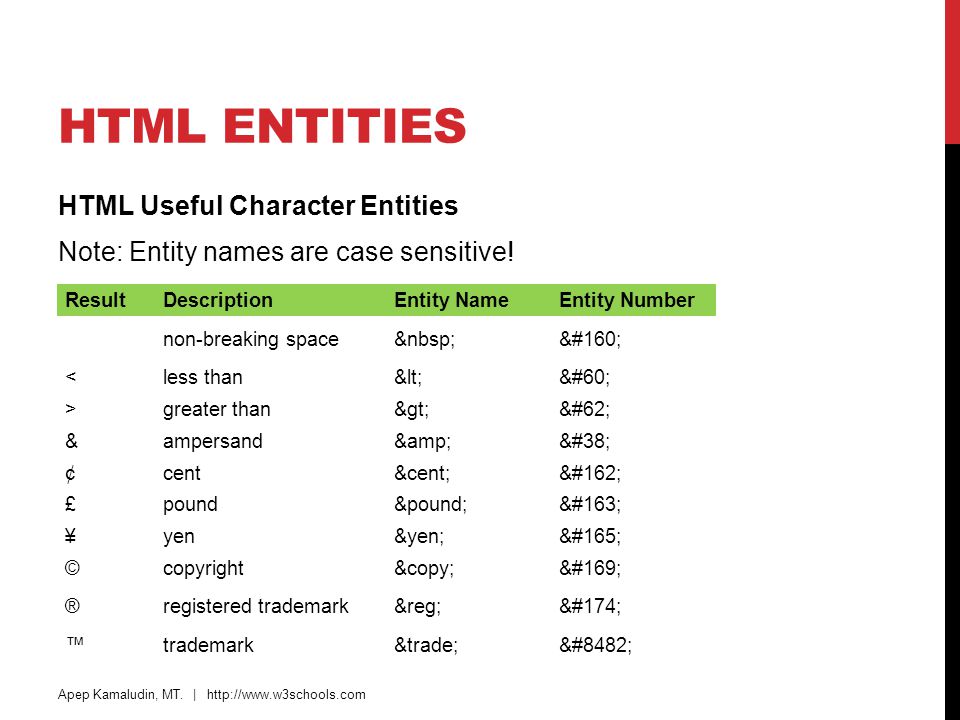 HTML ENTITIES
HTML Useful Character Entities
Note: Entity names are case sensitive!
Result Description Entity Name Entity Number
non-breaking space &nbsp; &#160;
< less than &lt; &#60;
> greater than &gt; &#62;
& ampersand &amp; &#38;
¢ cent &cent; &#162;
£ pound &pound; &#163;
¥ yen &yen; &#165;
© copyright &copy; &#169;
® registered trademark &reg; &#174;
™ trademark &trade; &#8482;
Apep Kamaludin, MT. | http://www.w3schools.com